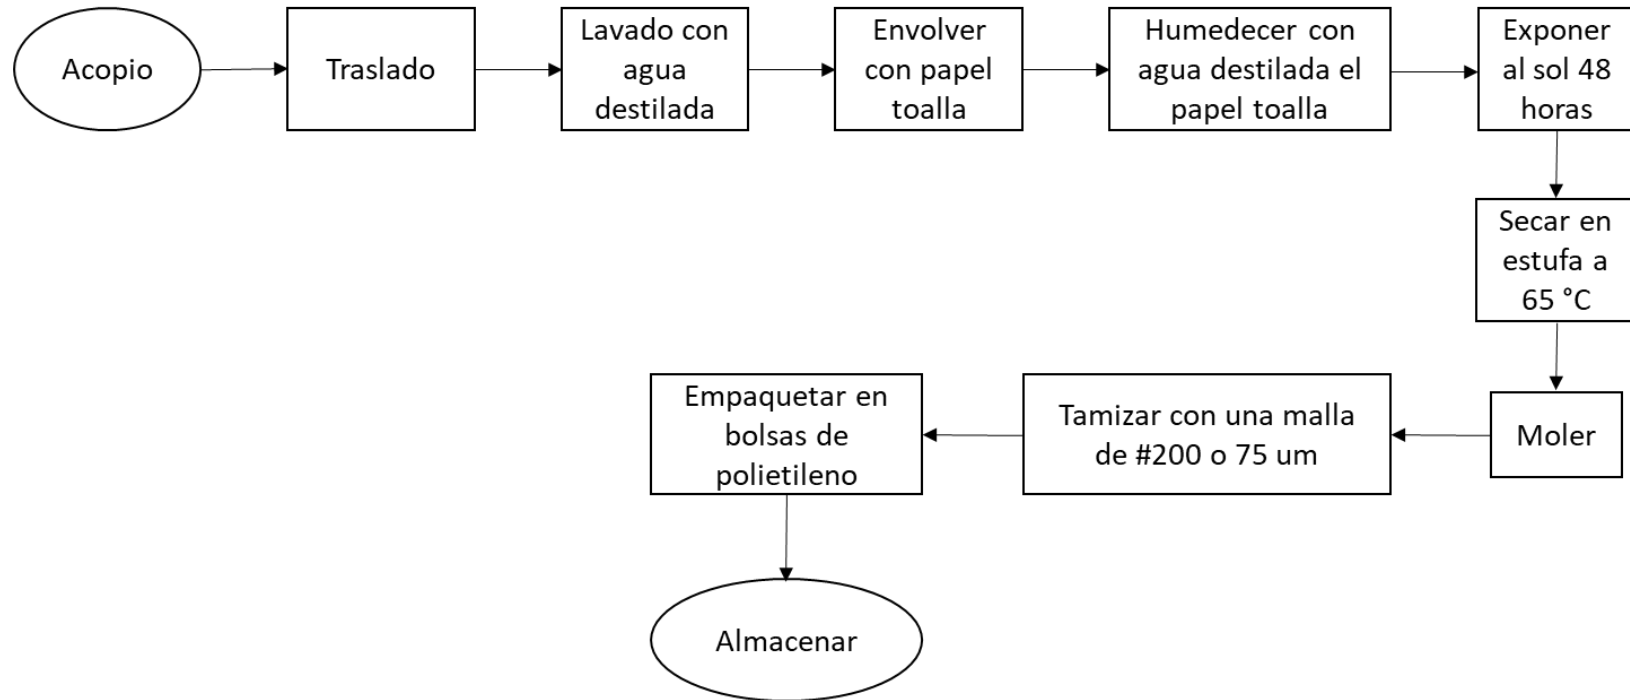 Acopio
Traslado
Lavado con
agua
destilada
Envolver
con papel
toalla
Humedecer con
agua destilada el
papel toalla
Exponer
al sol 48
horas
Secar en
estufa a
65 °C
Moler
Tamizar con una malla
de #200 o 75 um
Empaquetar en
bolsas de
polietileno
Almacenar